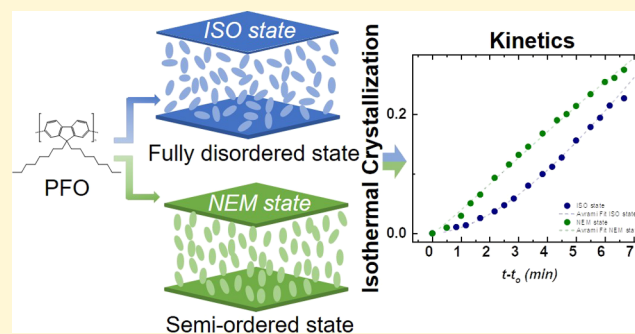 ISO state
Fully disordered state
PFO
NEM state
Semi-ordered state
Isothermal Crystallization
Kinetics
0.2
0.0
ISO state
Avrami Fit ISO state
NEM state
Avrami Fit NEM state
0 1 2 3 4 5 6 7
t-t₀ (min)